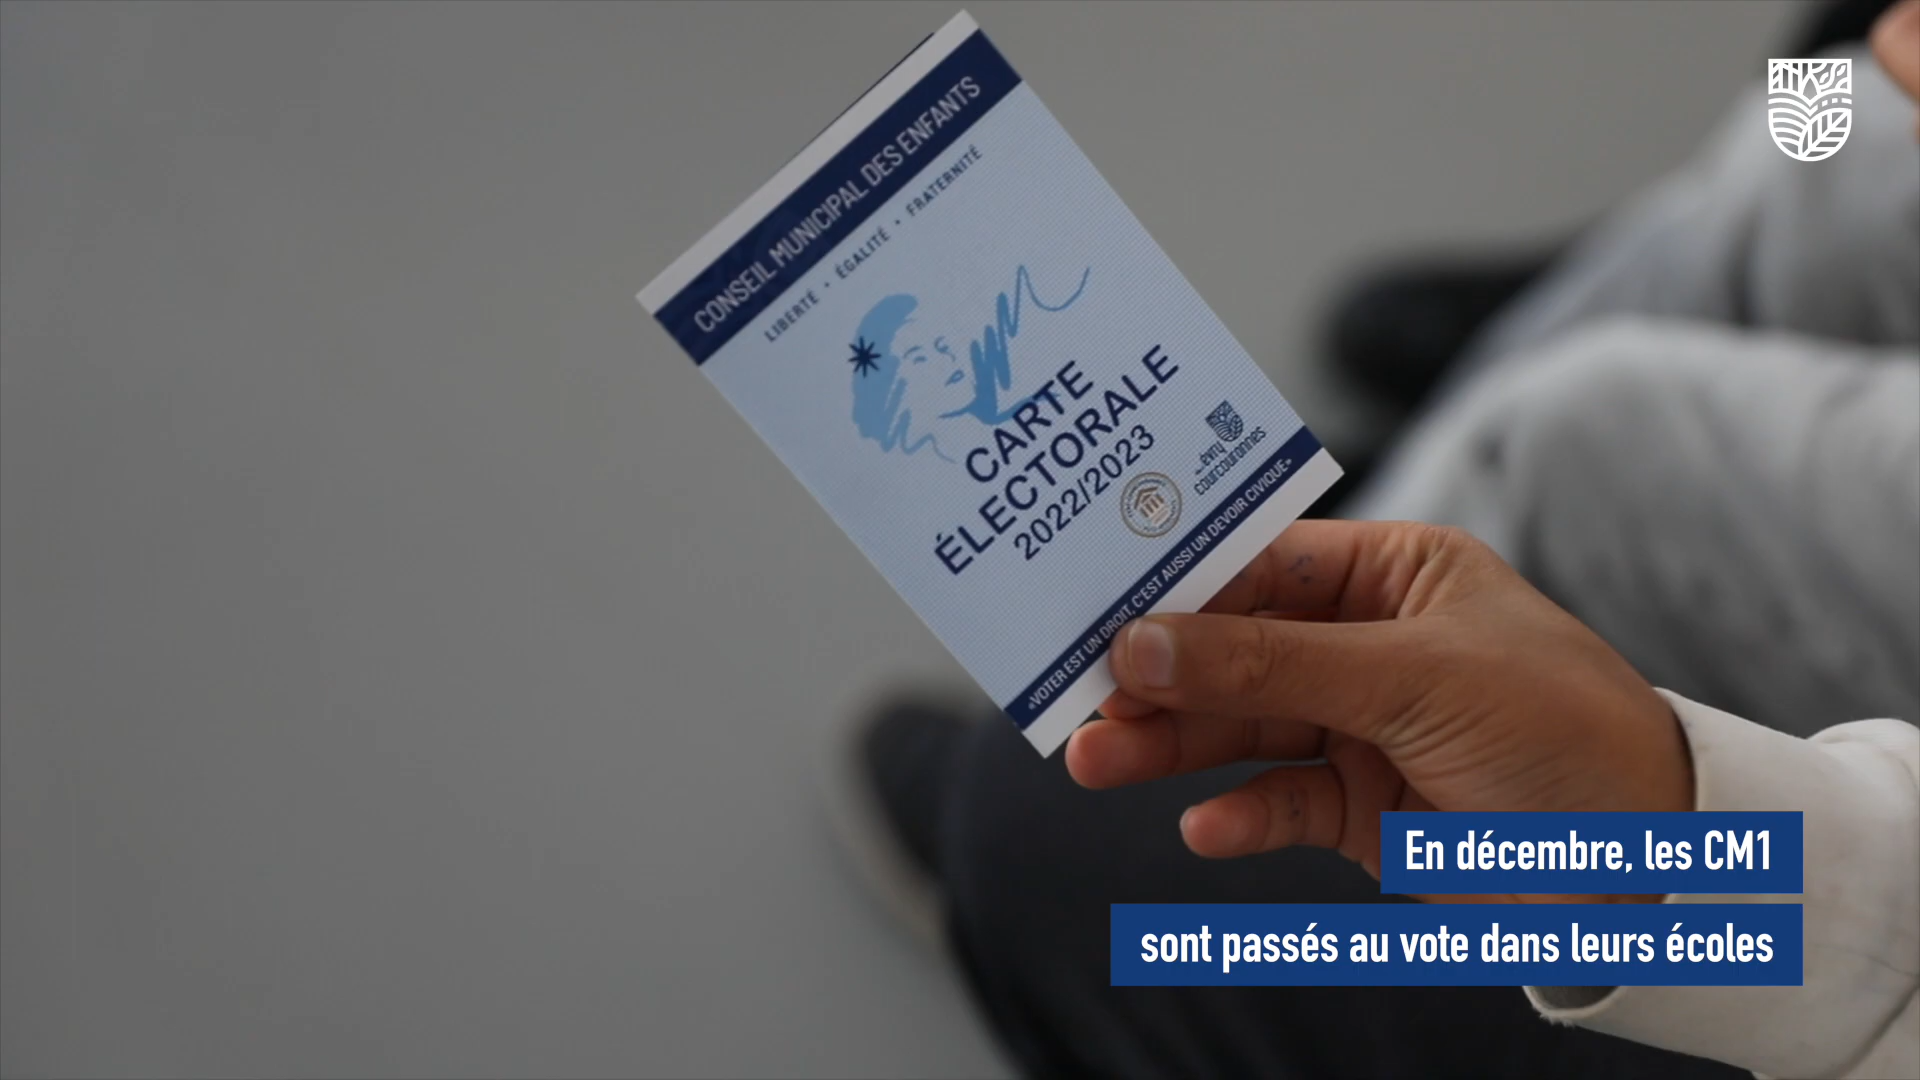 CONSEIL MUNICIPAL DES ENFANTS
LIBERTÉ • ÉGALITÉ • FRATERNITÉ
CARTE
ÉLECTORALE
2022/2023
évry
courcouronnes
«VOTER EST UN DROIT, C'EST AUSSI UN DEVOIR CIVIQUE»
En décembre, les CM1
sont passés au vote dans leurs écoles